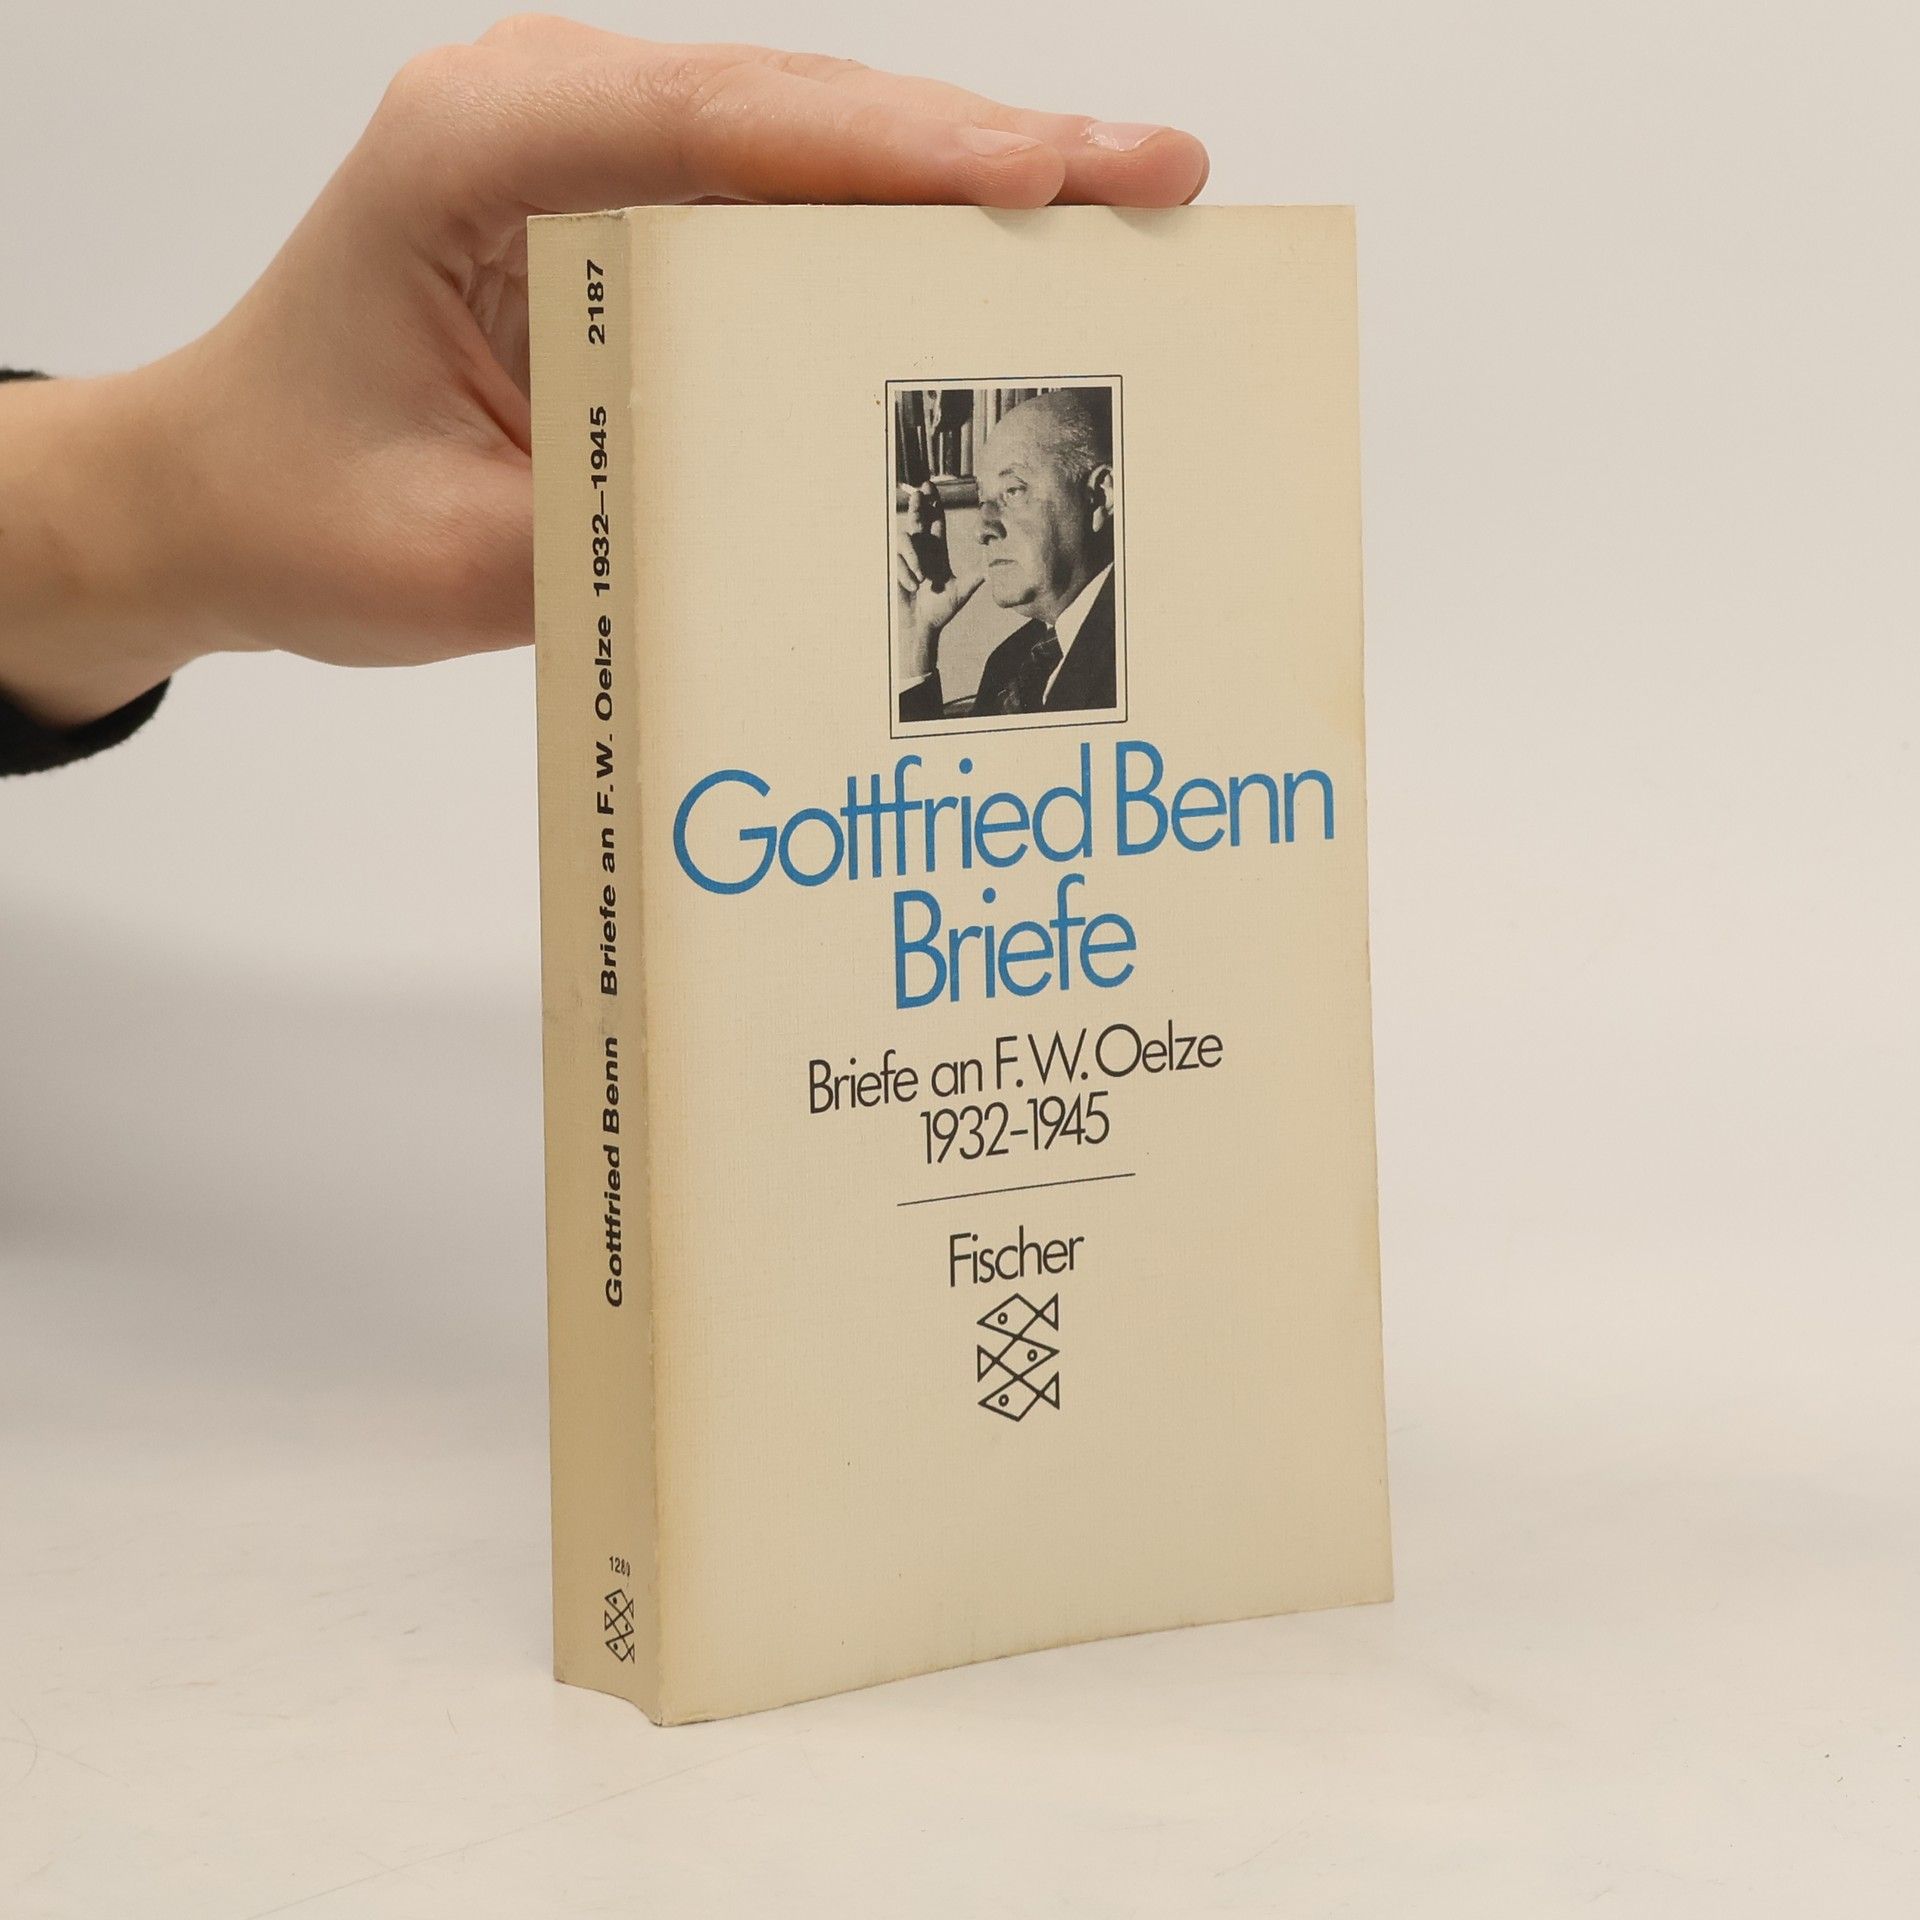 Gottfried Benn
Briefe
Briefe an F. W. Oelze
1932–1945
Fischer
Gottfried Benn Briefe an F. W. Oelze 1932–1945 2187
1280